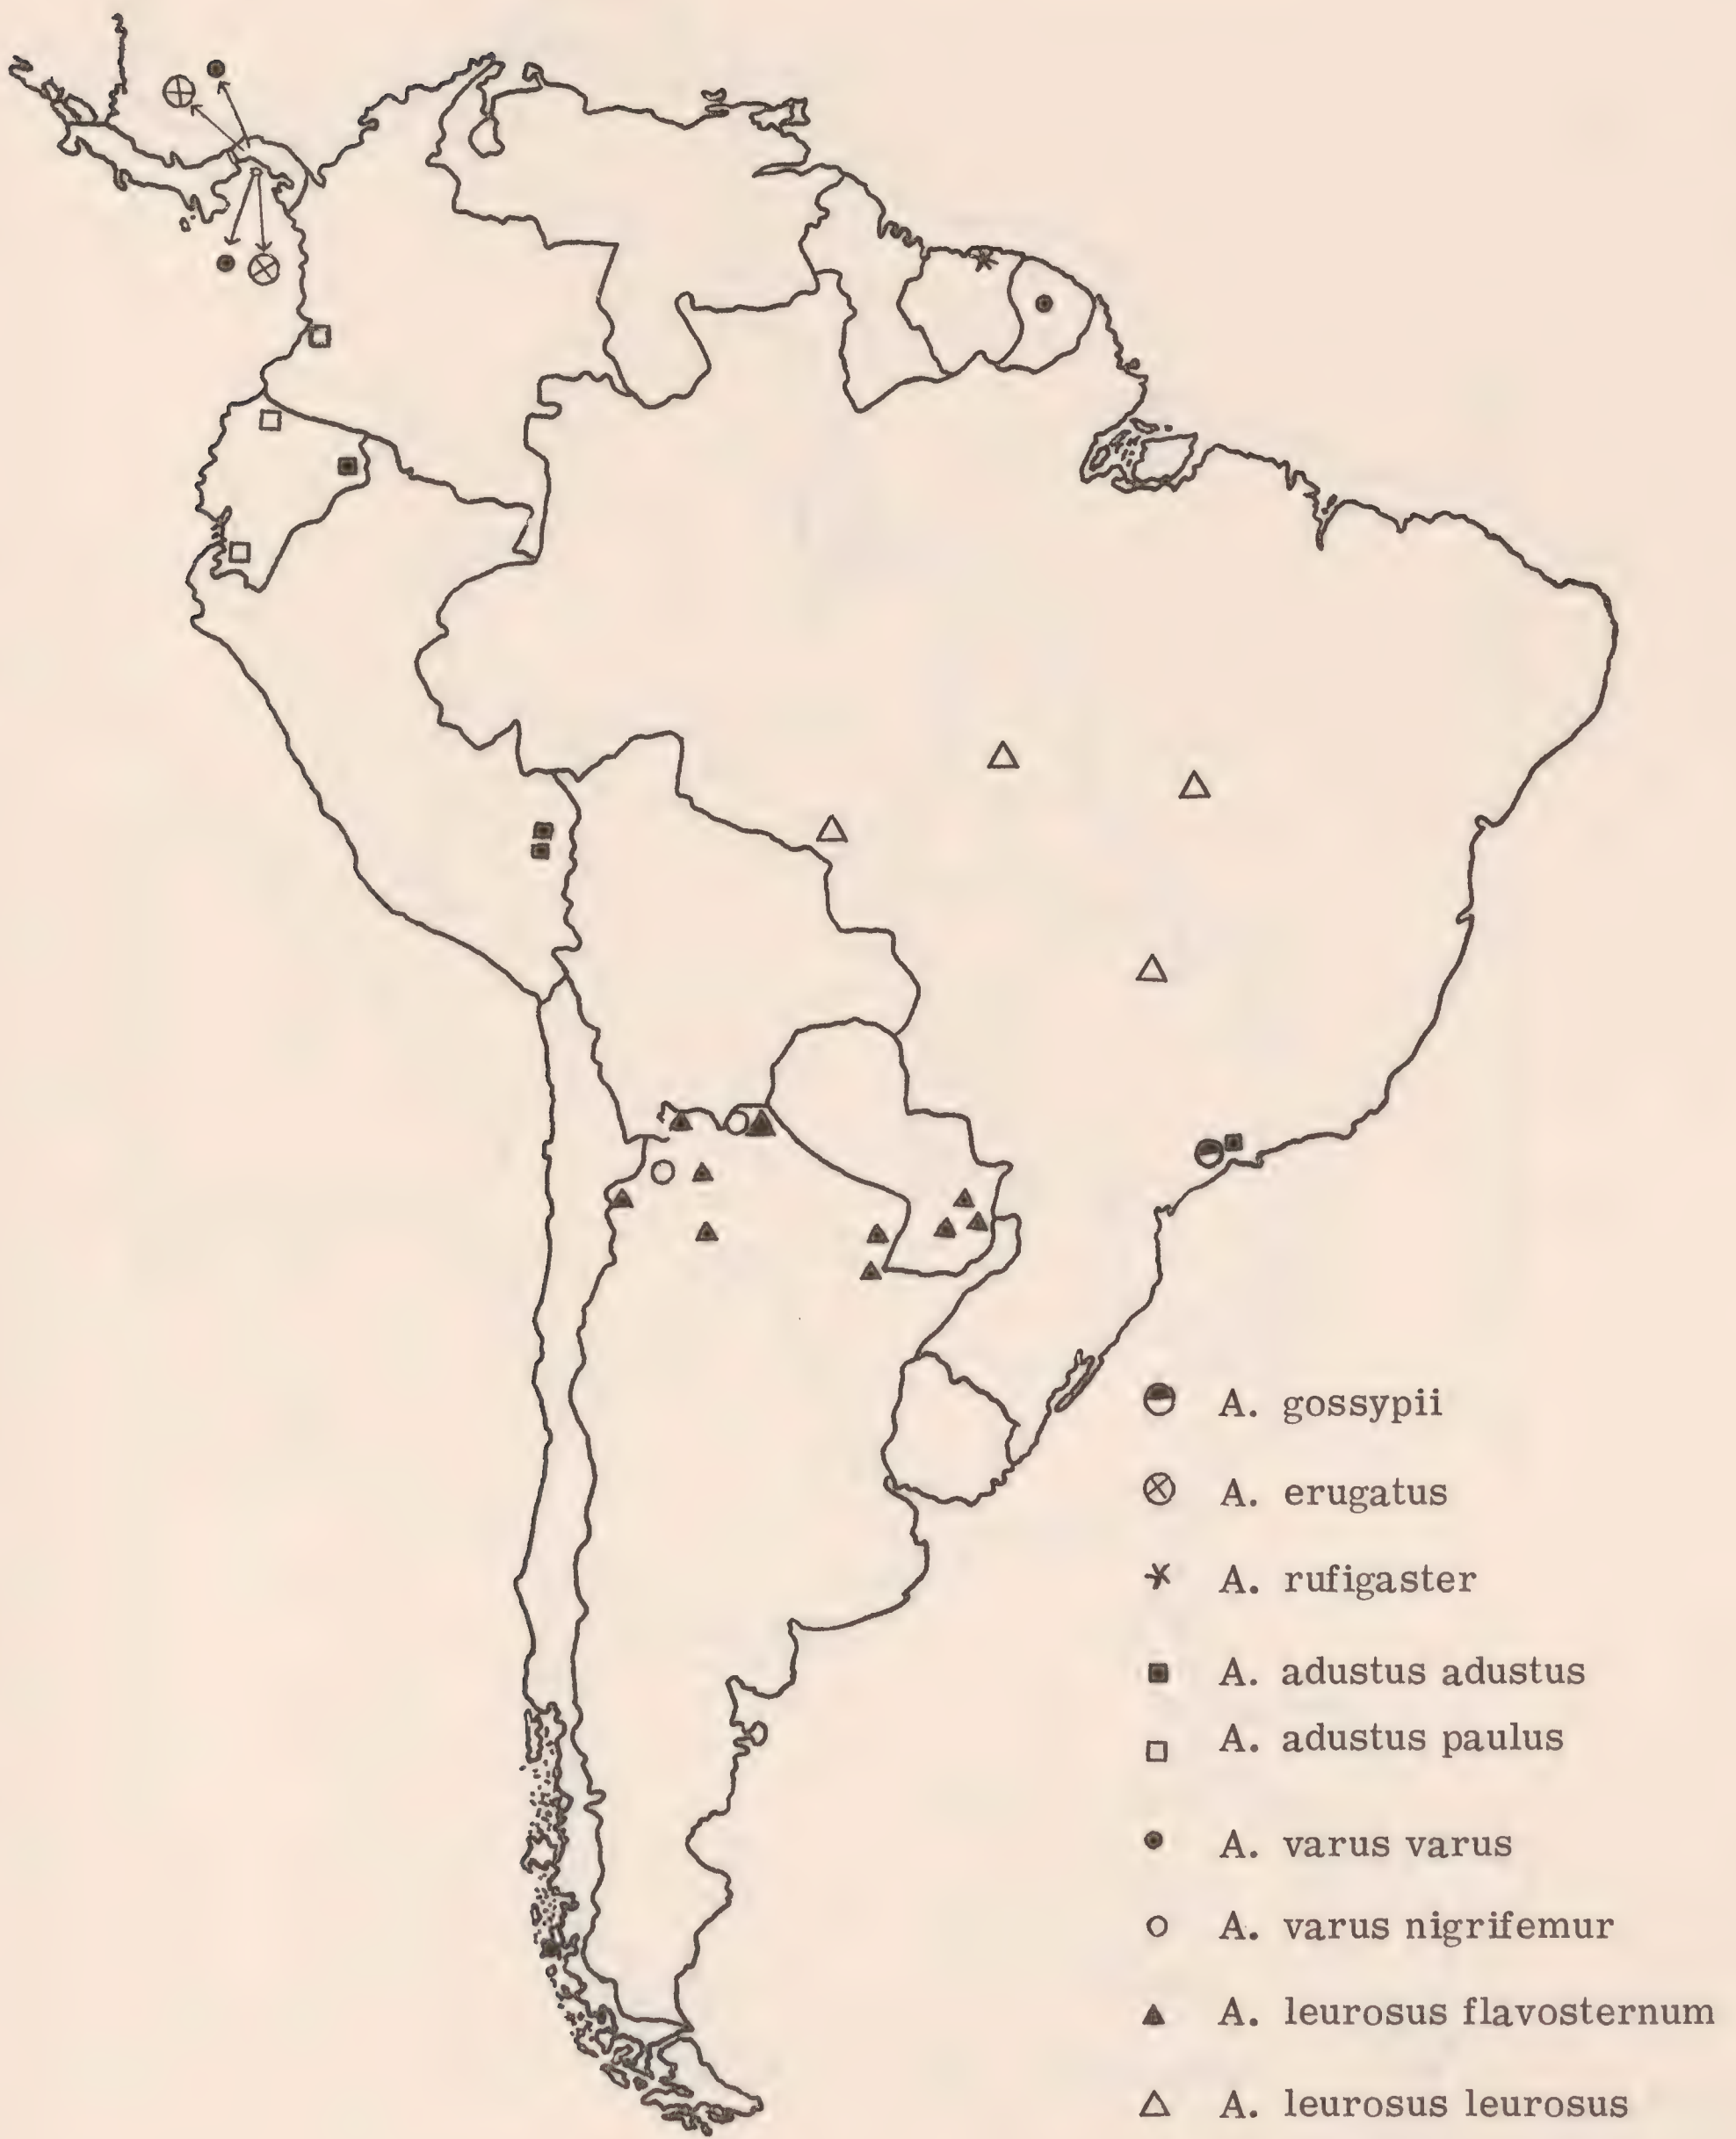 A. gossypii
A. erugatus
A. rufigaster
A. adustus adustus
A. adustus paulus
A. varus varus
A. varus nigrifemur
A. leurosus flavosternum
A. leurosus leurosus